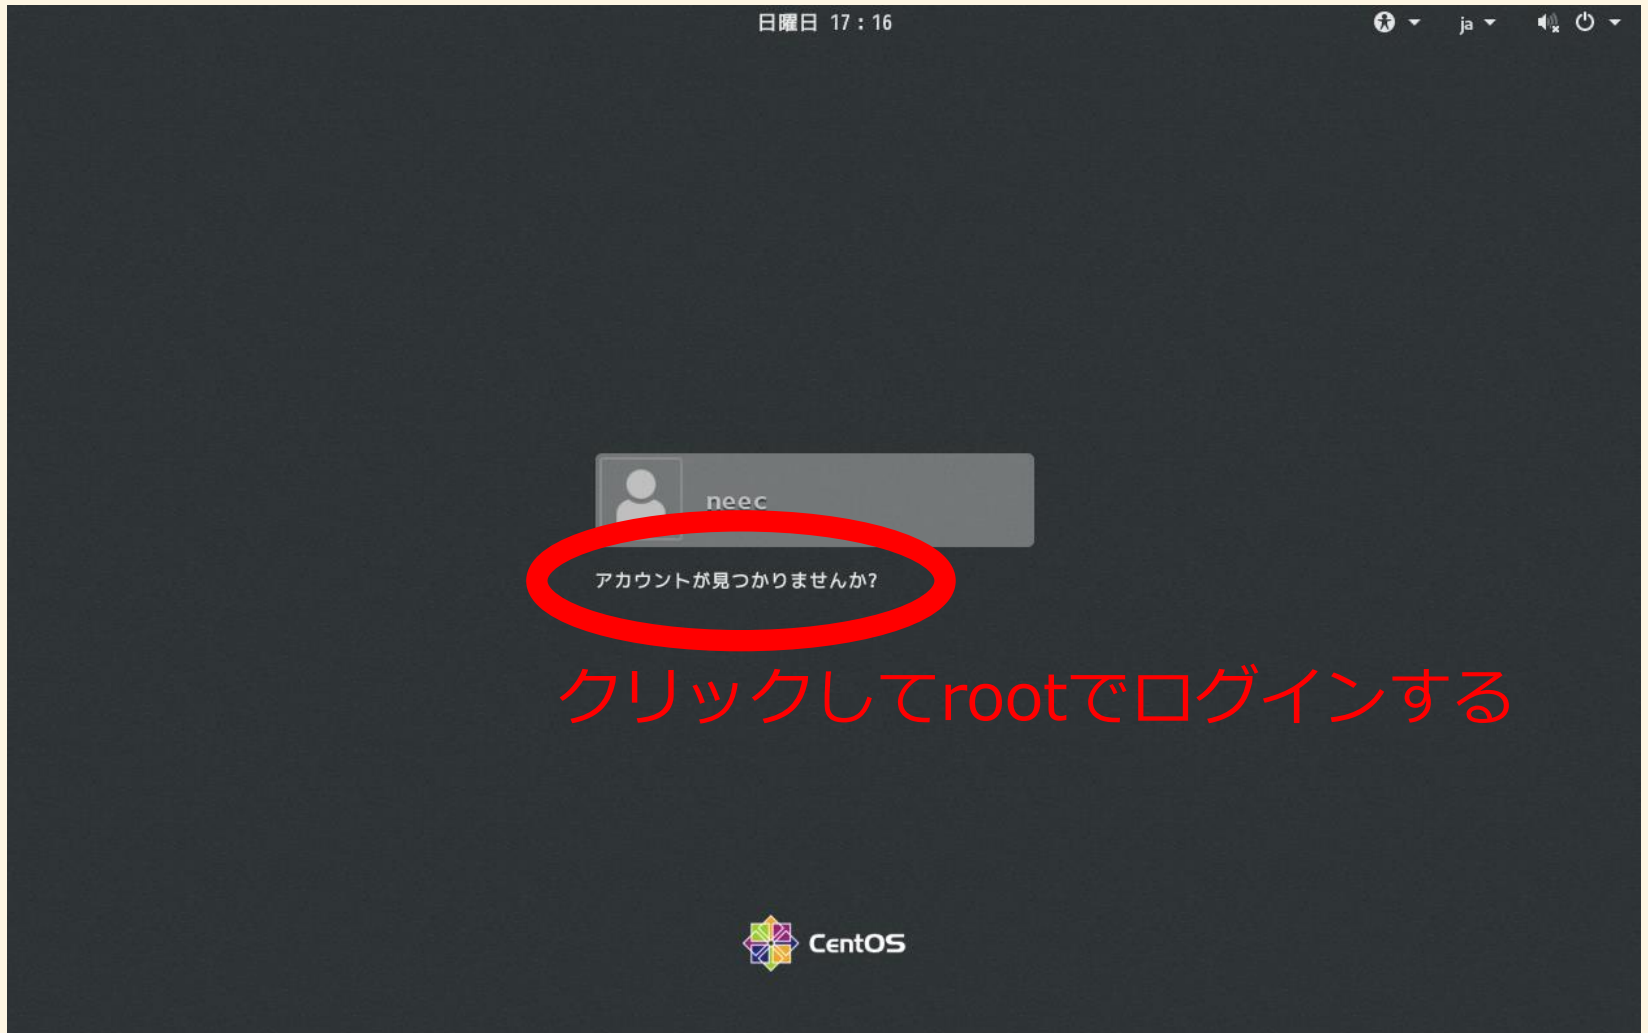 日曜日 17：16
ja
neec
アカウントが見つかりませんか?
クリックしてrootでログインする
CentOS